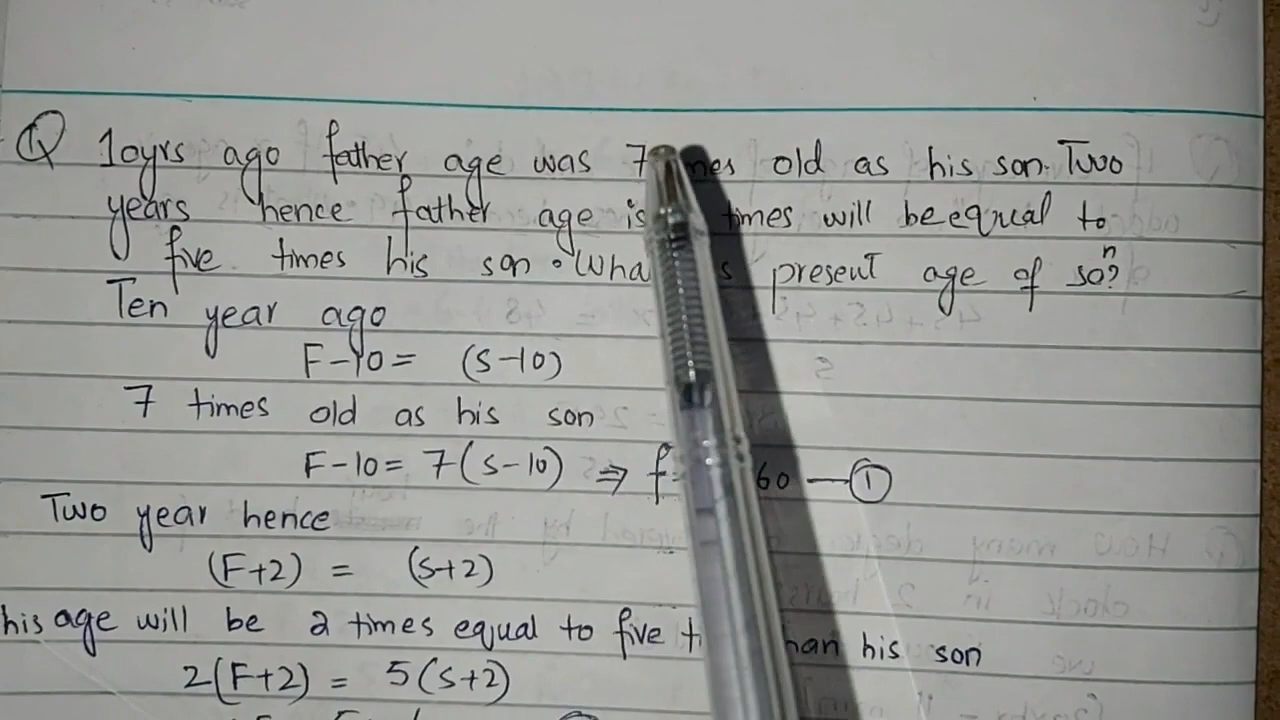 Q 10yrs ago father age was 7 old as his son. Two
years hence father age is times will be equal to
five times his son. What present age of son?
Ten year ago
F-10= (S-10)
7 times old as his son
F-10= 7(S-10) ⇒ f 60 — ①
Two year hence
(F+2) = (S+2)
his age will be 2 times equal to five than his son
2(F+2) = 5(S+2)